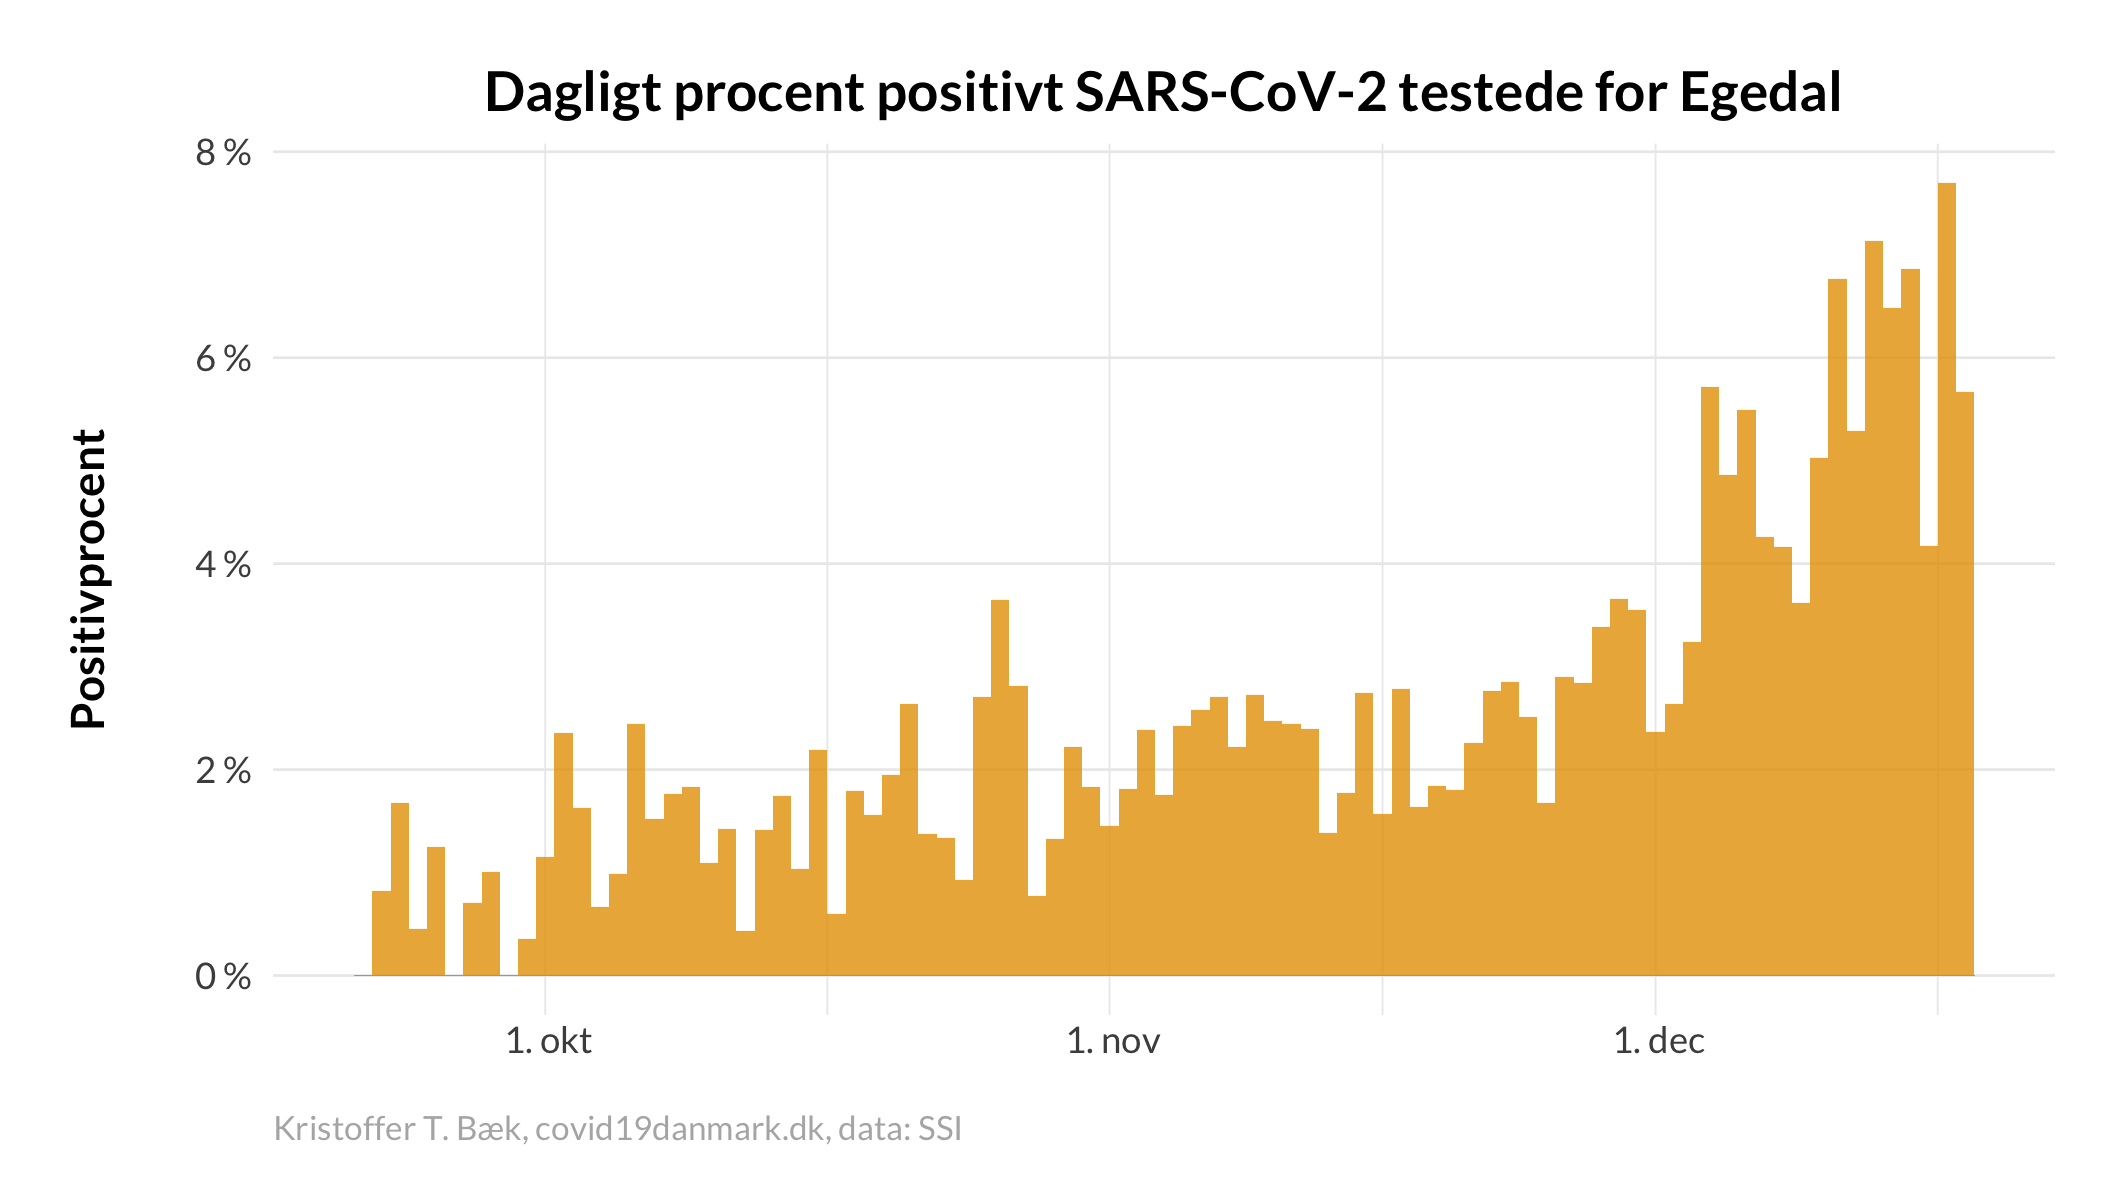 Dagligt procent positivt SARS-CoV-2 testede for Egedal
Positivprocent
8 %
6 %
4 %
2 %
0 %
1. okt
1. nov
1. dec
Kristoffer T. Bæk, covid19danmark.dk, data: SSI